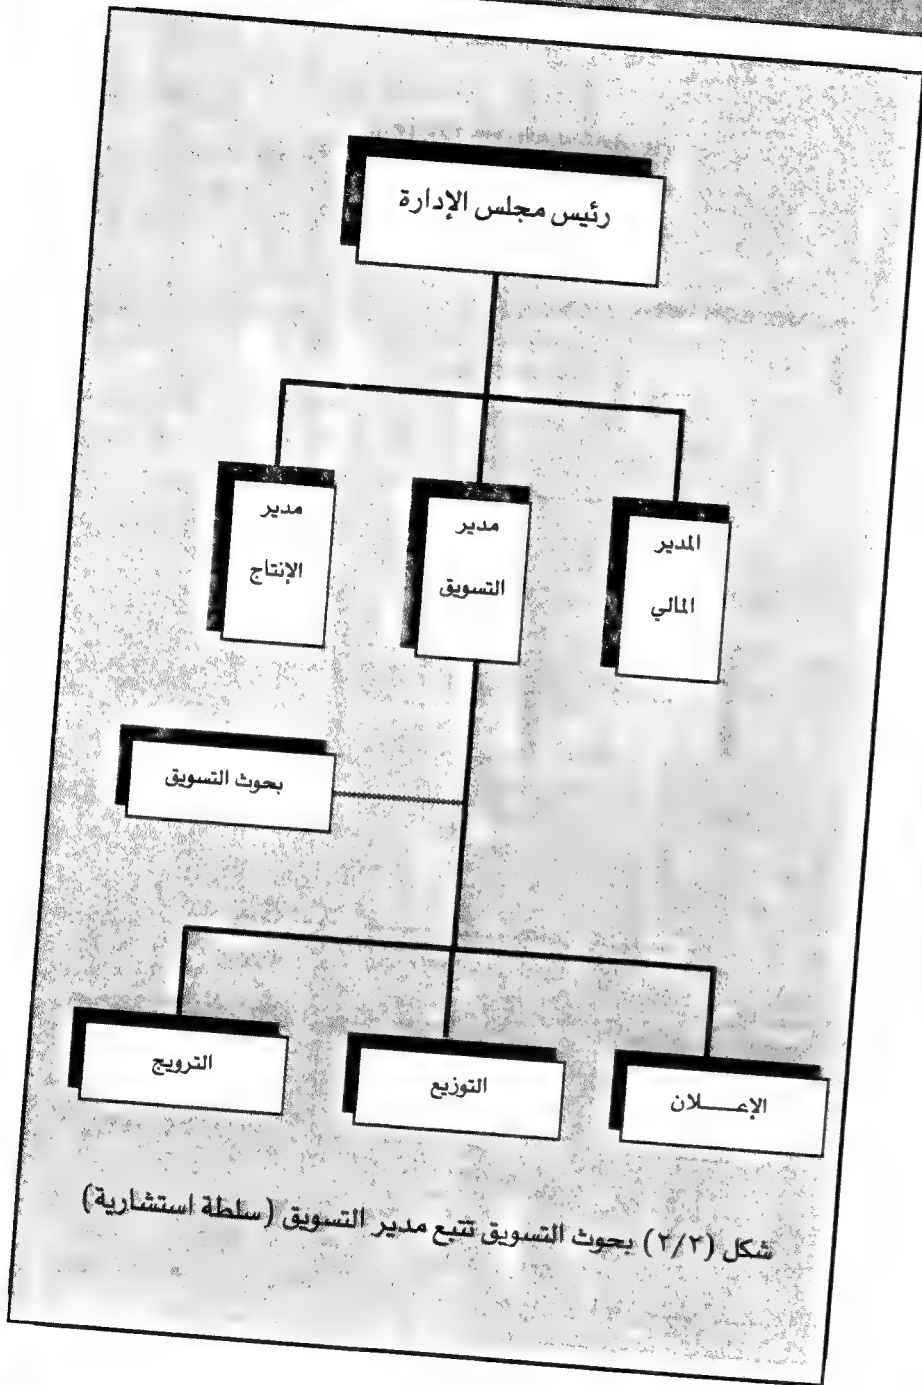 رئيس مجلس الإدارة
المدير
المالي
مدير
التسويق
مدير
الإنتاج
بحوث التسويق
الإعـــــلان
التوزيع
الترويج
شكل (٢/٢) بحوث التسويق تتبع مدير التسويق (سلطة استشارية)